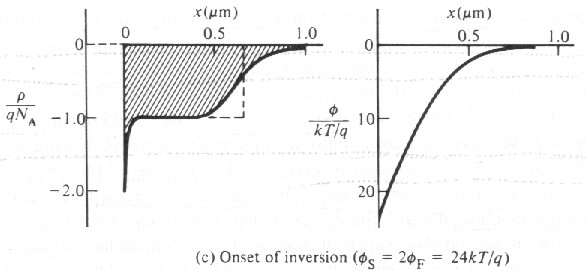 x(μm)
x(μm)
0
0
0.5
1.0
0
0
0.5
1.0
ρ
qN_A
-1.0
-2.0
ϕ
kT/q
10
20
(c) Onset of inversion (ϕ_S = 2ϕ_F = 24kT/q)